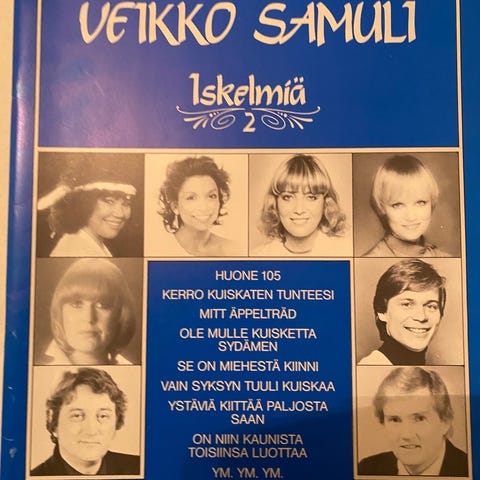 VEIKKO SAMULI
Iskelmiä
2
HUONE 105
KERRO KUISKATEN TUNTEESI
MITT ÄPPELTRÄD
OLE MULLE KUISKETTA
SYDÄMEN
SE ON MIEHESTÄ KIINNI
VAIN SYKSYN TUULI KUISKAA
YSTÄVIÄ KIITTÄÄ PALJOSTA
SAAN
ON NIIN KAUNISTA
TOISIINSA LUOTTAA
YM. YM. YM.